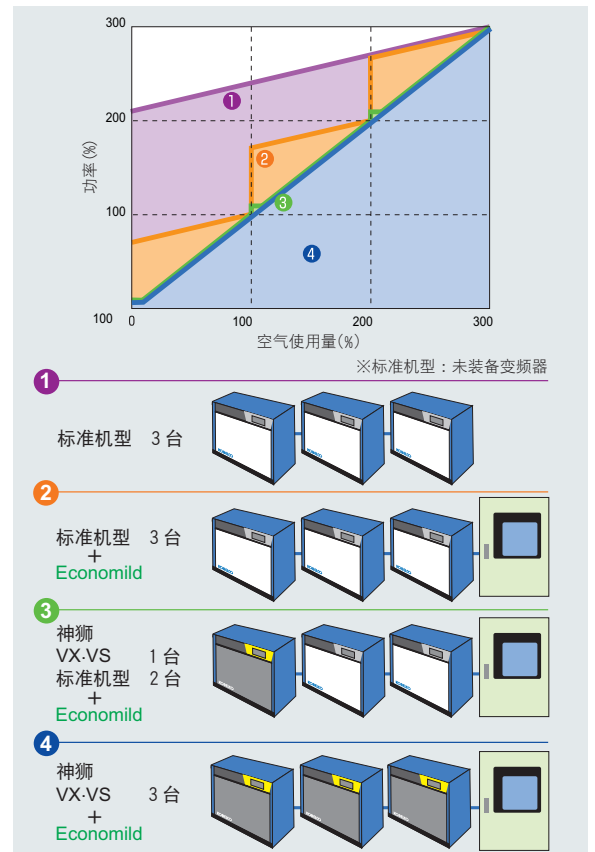 300
200
100
功率(%)
1
2
3
4
100
0
100
200
300
空气使用量(%)
※标准机型：未装备变频器
1
标准机型 3 台
2
标准机型 3 台
+
Economild
3
神狮
VX·VS 1 台
标准机型 2 台
+
Economild
4
神狮
VX·VS 3 台
+
Economild